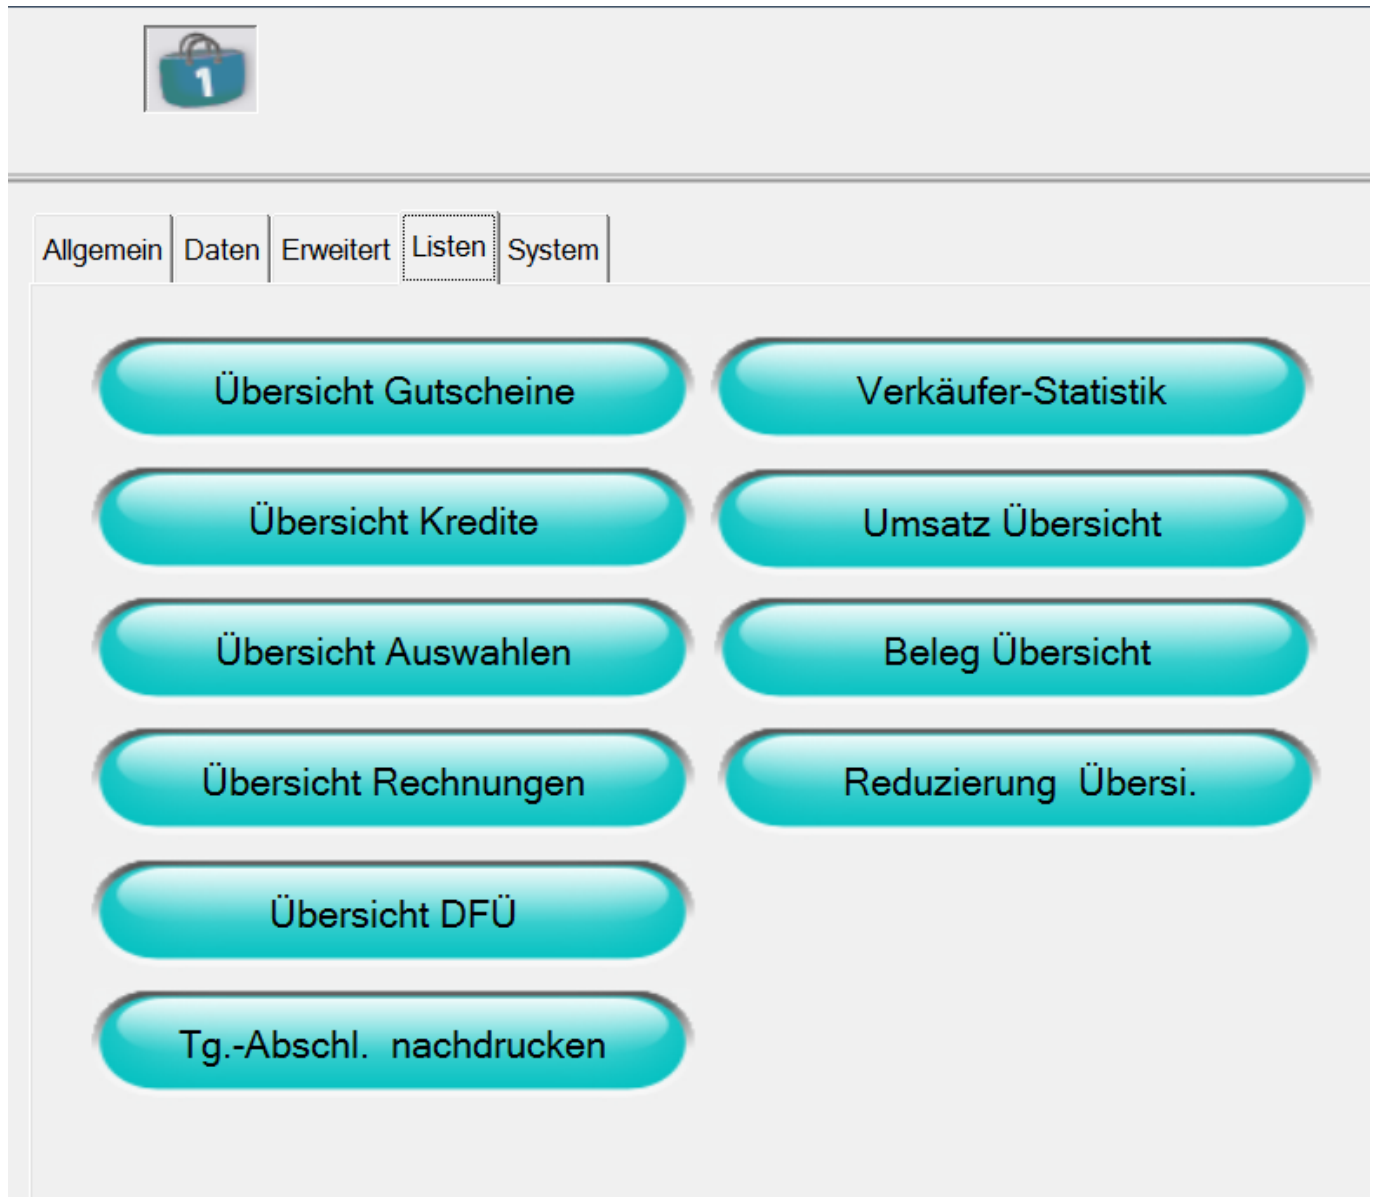 1
Allgemein
Daten
Erweitert
Listen
System
Übersicht Gutscheine
Verkäufer-Statistik
Übersicht Kredite
Umsatz Übersicht
Übersicht Auswahlen
Beleg Übersicht
Übersicht Rechnungen
Reduzierung  Übersi.
Übersicht DFÜ
Tg.-Abschl.  nachdrucken